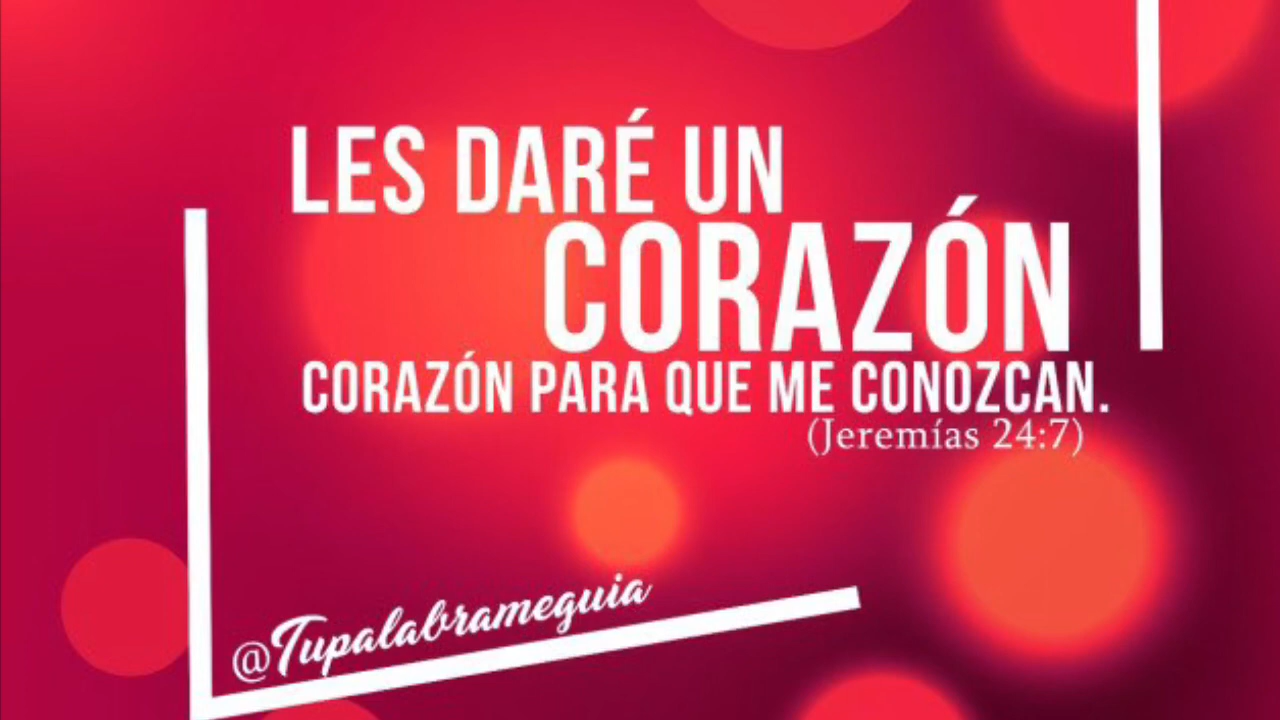 LES DARÉ UN
CORAZÓN
CORAZÓN PARA QUE ME CONOZCAN.
(Jeremías 24:7)
@Tupalabrameguia